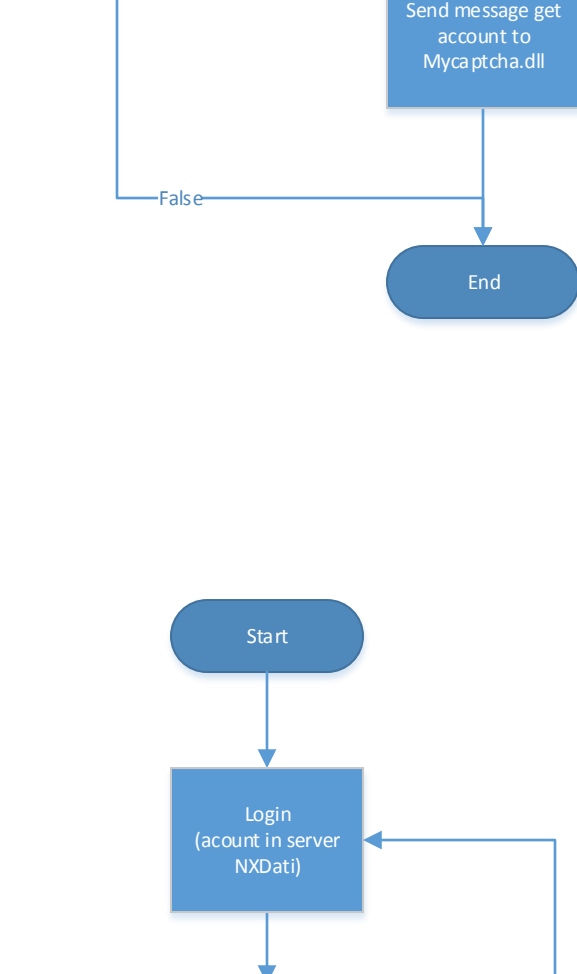 Send message get
account to
Mycaptcha.dll
False
End
Start
Login
(acount in server
NXDati)